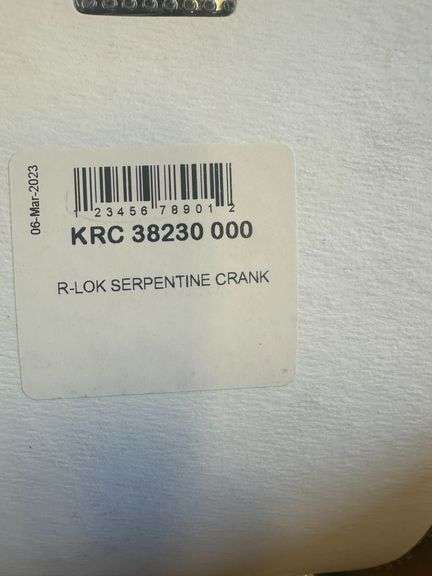 06-Mar-2023
1 23456 78901 2
KRC 38230 000
R-LOK SERPENTINE CRANK